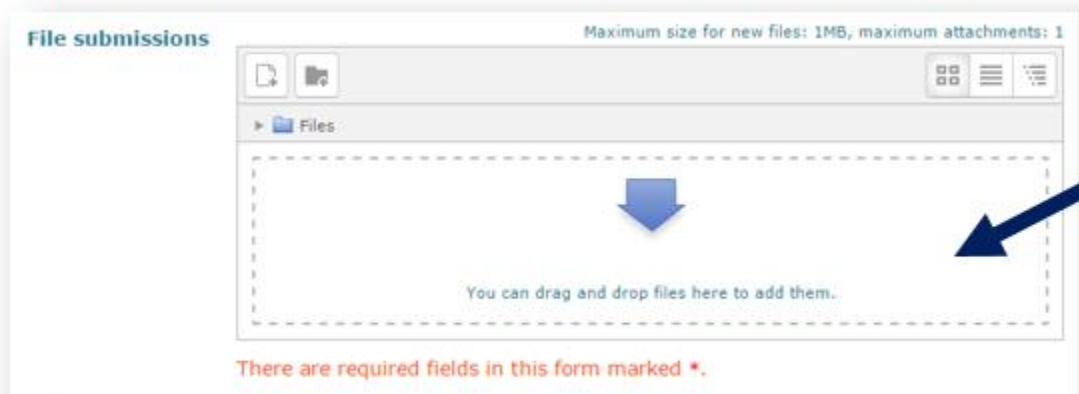 File submissions
Maximum size for new files: 1MB, maximum attachments: 1
Files
You can drag and drop files here to add them.
There are required fields in this form marked *.